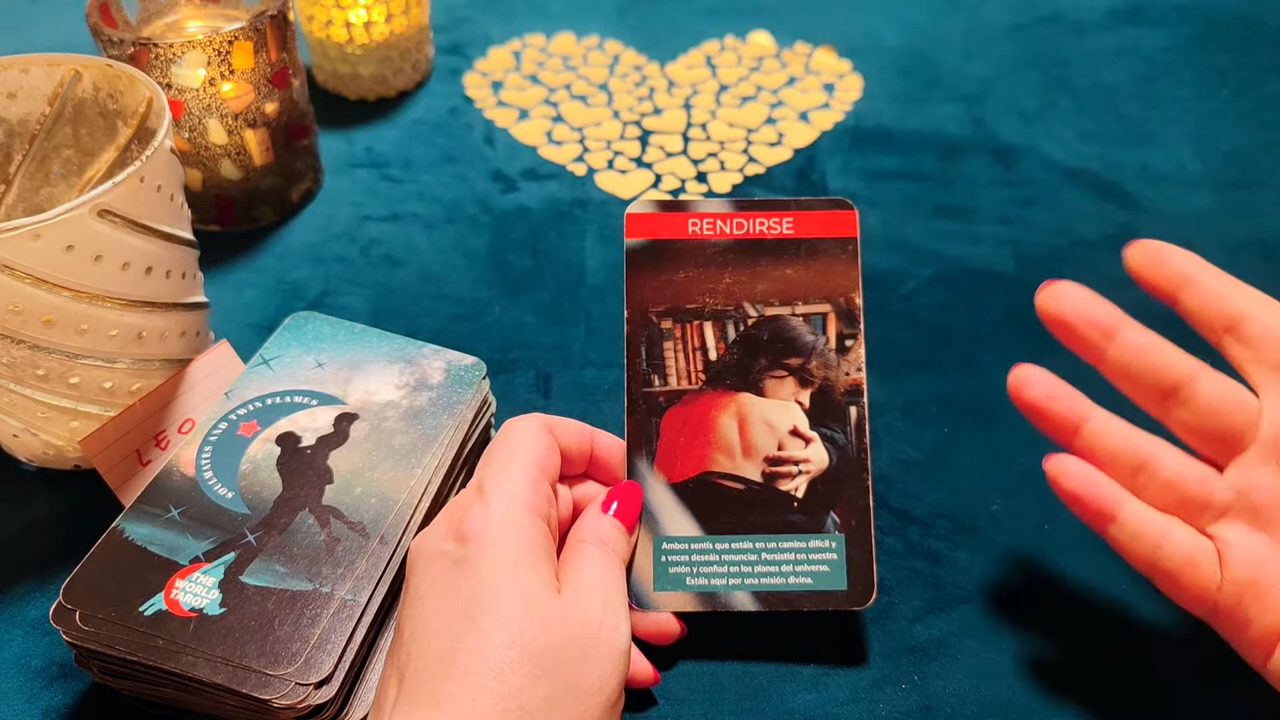 RENDIRSE
Ambos sentís que estáis en un camino difícil y
a veces deseáis renunciar. Persistid en vuestra
unión y confiad en los planes del universo.
Estáis aquí por una misión divina.
SOULMATES AND TWIN FLAMES
THE
WORLD
TAROT